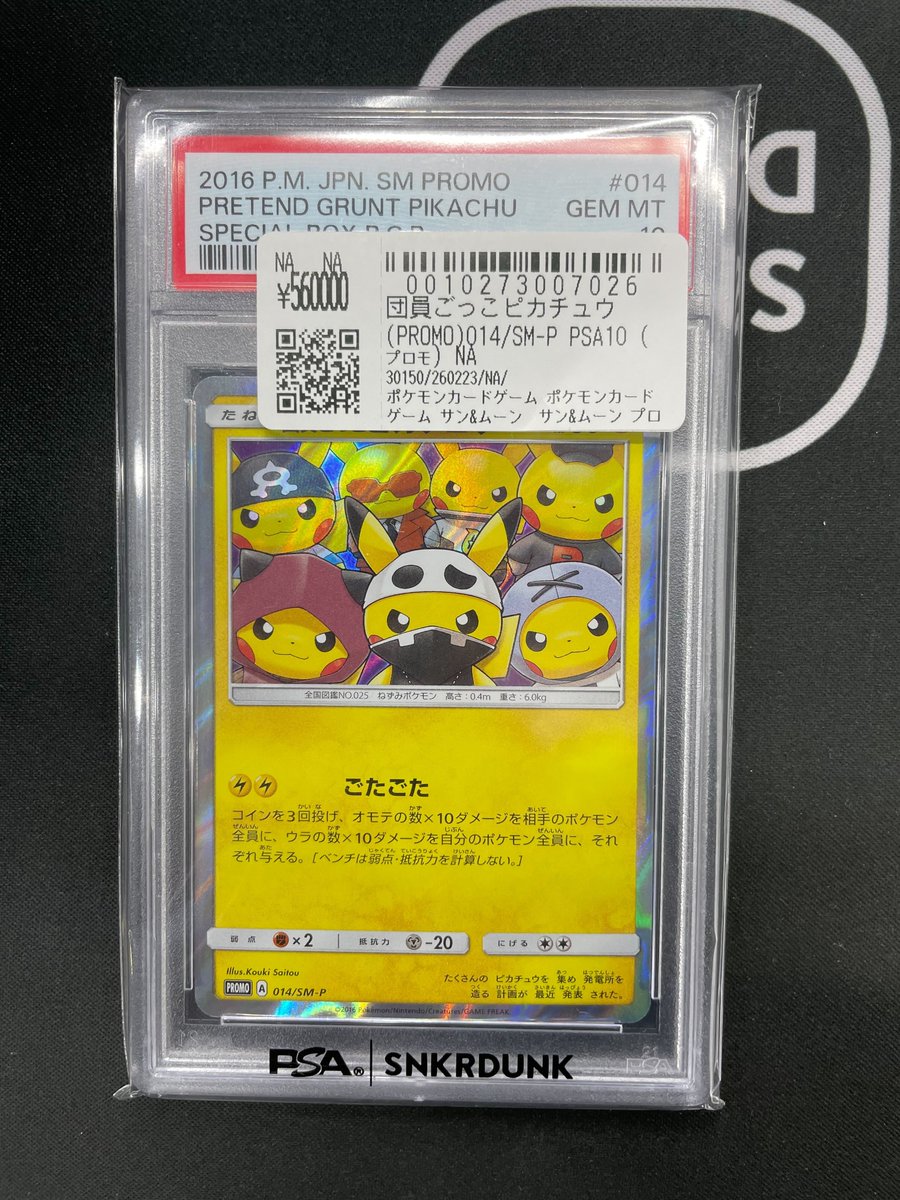 2016 P.M. JPN. SM PROMO #014
PRETEND GRUNT PIKACHU GEM MT
SPECIAL BOX P.C.P. 10
NA NA
¥560000
0010273007026
団員ごっこピカチュウ
(PROMO)014/SM-P PSA10 (
プロモ) NA
30150/260223/NA/
ポケモンカードゲーム ポケモンカード
ゲーム サン&ムーン サン&ムーン プロ
たね
全国図鑑NO.025 ねずみポケモン 高さ:0.4m 重さ:6.0kg
ごたごた
コインを3回投げ、オモテの数×10ダメージを相手のポケモン
全員に、ウラの数×10ダメージを自分のポケモン全員に、それ
ぞれ与える。[ベンチは弱点・抵抗力を計算しない。]
弱点 ×2 抵抗力 -20 にげる
Illus.Kouki Saitou
PROMO A 014/SM-P
たくさんの ピカチュウを 集め 発電所を
造る 計画が 最近 発表 された。
©2016 Pokémon/Nintendo/Creatures/GAME FREAK.
PSA® SNKRDUNK